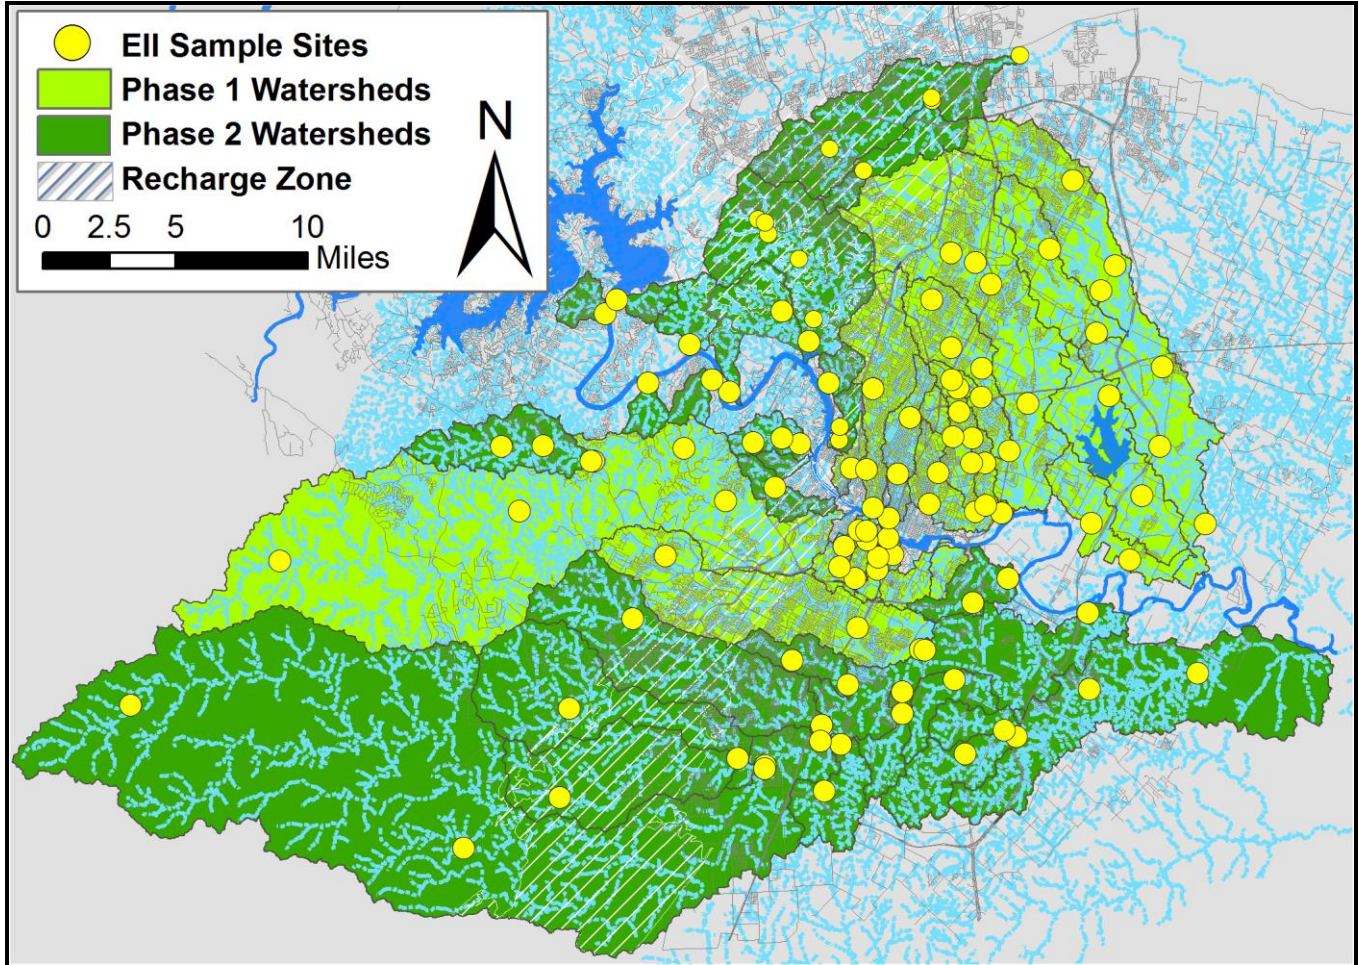 EII Sample Sites
Phase 1 Watersheds
Phase 2 Watersheds
Recharge Zone
0 2.5 5 10
Miles
N